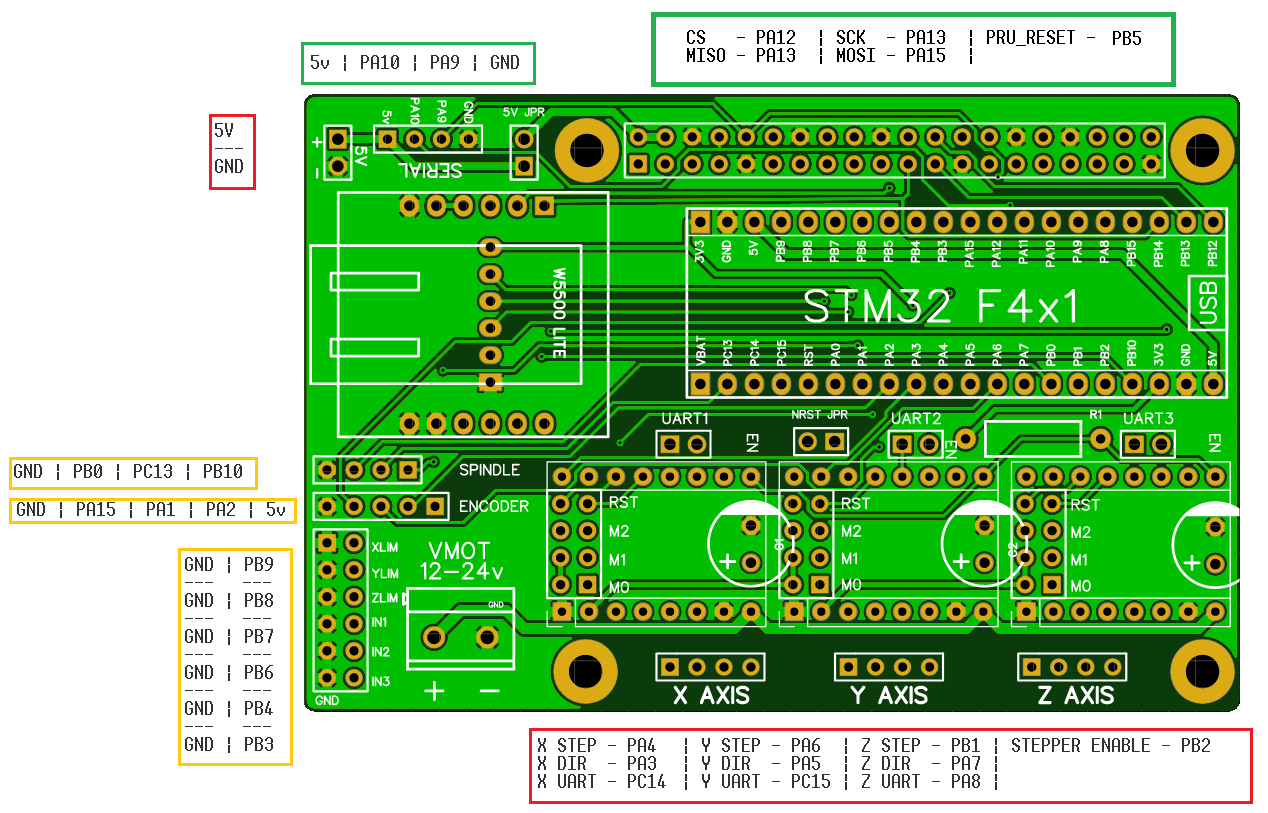 CS - PA12 | SCK - PA13 | PRU_RESET - PB5
MISO - PA13 | MOSI - PA15 |
5v | PA10 | PA9 | GND
5V
---
GND
5v PA10 PA9 GND
5V JPR
+
-
5V
SERIAL
3V3 GND 5V PB9 PB8 PB7 PB6 PB5 PB4 PB3 PA15 PA12 PA11 PA10 PA9 PA8 PB15 PB14 PB13 PB12
W5500 LITE
STM32 F4x1
USB
VBAT PC13 PC14 PC15 RST PA0 PA1 PA2 PA3 PA4 PA5 PA6 PA7 PB0 PB1 PB2 PB10 3V3 GND 5V
UART1 NRST JPR UART2 R1 UART3
EN EN EN
GND | PB0 | PC13 | PB10
SPINDLE
GND | PA15 | PA1 | PA2 | 5v
ENCODER
RST RST RST
M2 M2 M2
M1 M1 M1
M0 M0 M0
+ C1 + C2 +
GND | PB9
--- ---
GND | PB8
--- ---
GND | PB7
--- ---
GND | PB6
--- ---
GND | PB4
--- ---
GND | PB3
XLIM
YLIM
ZLIM
IN1
IN2
IN3
GND
VMOT
12-24v
GND
+ -
X AXIS Y AXIS Z AXIS
X STEP - PA4 | Y STEP - PA6 | Z STEP - PB1 | STEPPER ENABLE - PB2
X DIR - PA3 | Y DIR - PA5 | Z DIR - PA7 |
X UART - PC14 | Y UART - PC15 | Z UART - PA8 |